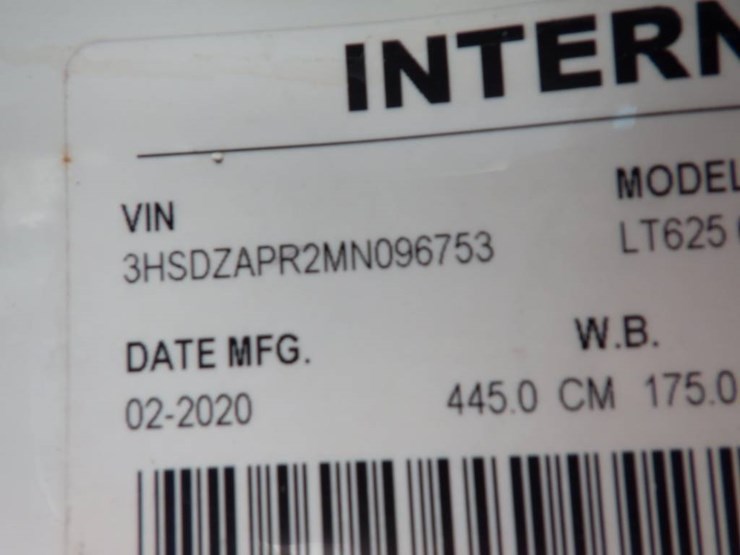 INTERN
VIN
3HSDZAPR2MN096753
MODEL
LT625
DATE MFG.
02-2020
W.B.
445.0 CM 175.0